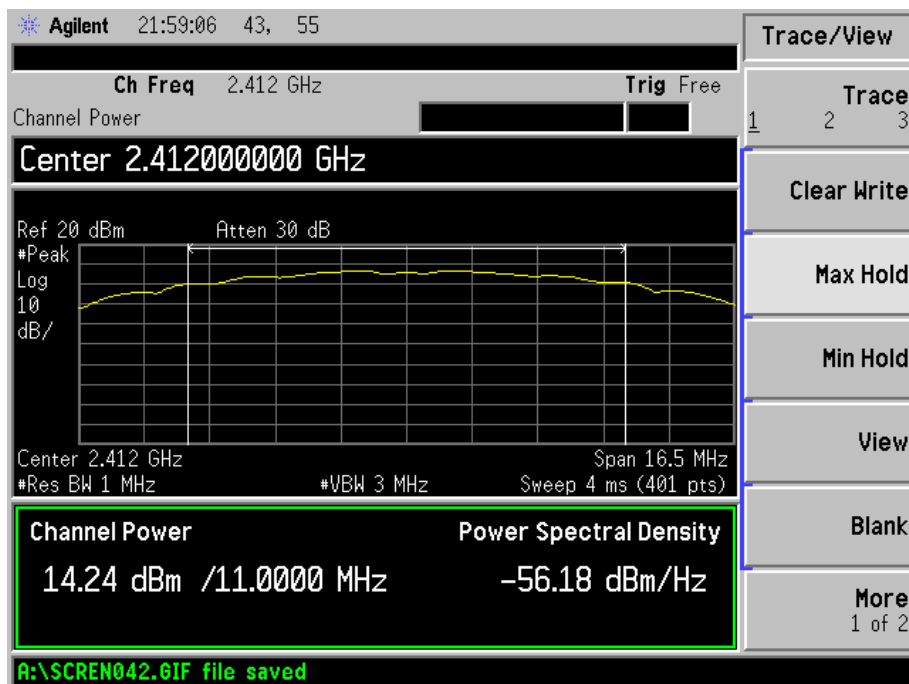 Agilent 21:59:06 43, 55
Trace/View
Ch Freq 2.412 GHz Trig Free
Channel Power
Trace
1 2 3
Center 2.412000000 GHz
Clear Write
Ref 20 dBm Atten 30 dB
#Peak
Log
10
dB/
Max Hold
Min Hold
View
Center 2.412 GHz Span 16.5 MHz
#Res BW 1 MHz #VBW 3 MHz Sweep 4 ms (401 pts)
Channel Power Power Spectral Density
14.24 dBm /11.0000 MHz -56.18 dBm/Hz
Blank
More
1 of 2
A:\SCREN042.GIF file saved